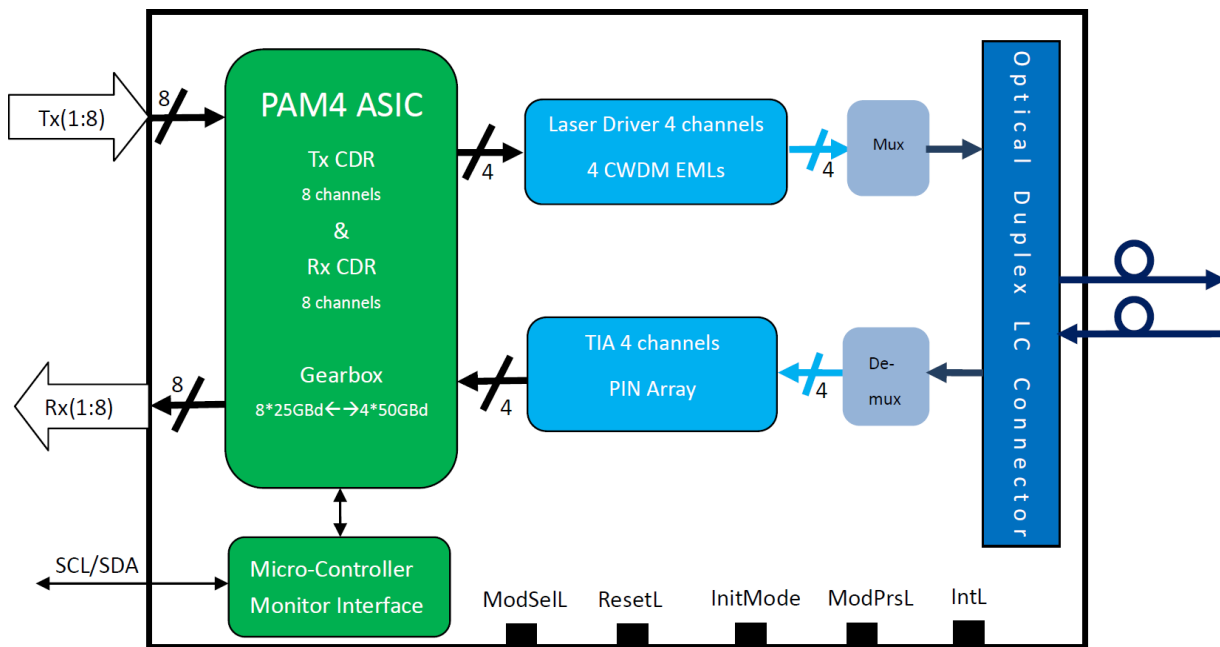 Tx(1:8)
8
PAM4 ASIC
Tx CDR
8 channels
&
Rx CDR
8 channels
Gearbox
8*25GBd←→4*50GBd
4
Laser Driver 4 channels
4 CWDM EMLs
4
Mux
Optical Duplex LC Connector
Rx(1:8)
8
4
TIA 4 channels
PIN Array
4
De-
mux
SCL/SDA
Micro-Controller
Monitor Interface
ModSelL
ResetL
InitMode
ModPrsL
IntL